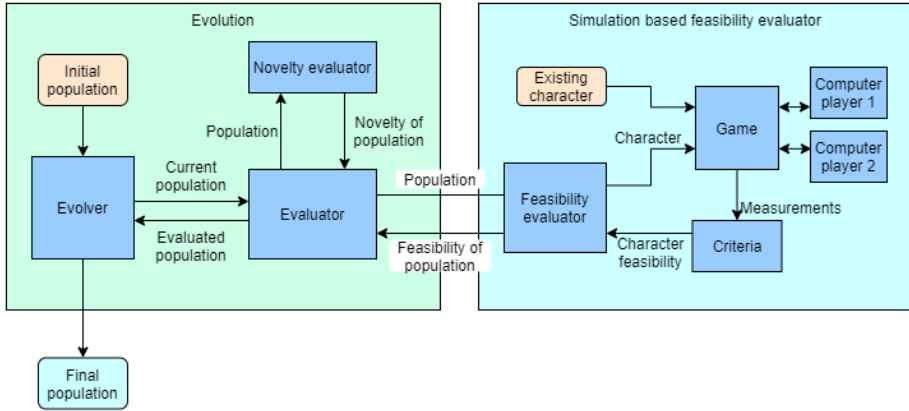 Evolution
Initial
population
Novelty evaluator
Population
Novelty of
population
Current
population
Evolver
Evaluator
Evaluated
population
Final
population
Population
Feasibility of
population
Simulation based feasibility evaluator
Existing
character
Computer
player 1
Game
Character
Computer
player 2
Feasibility
evaluator
Measurements
Character
feasibility
Criteria